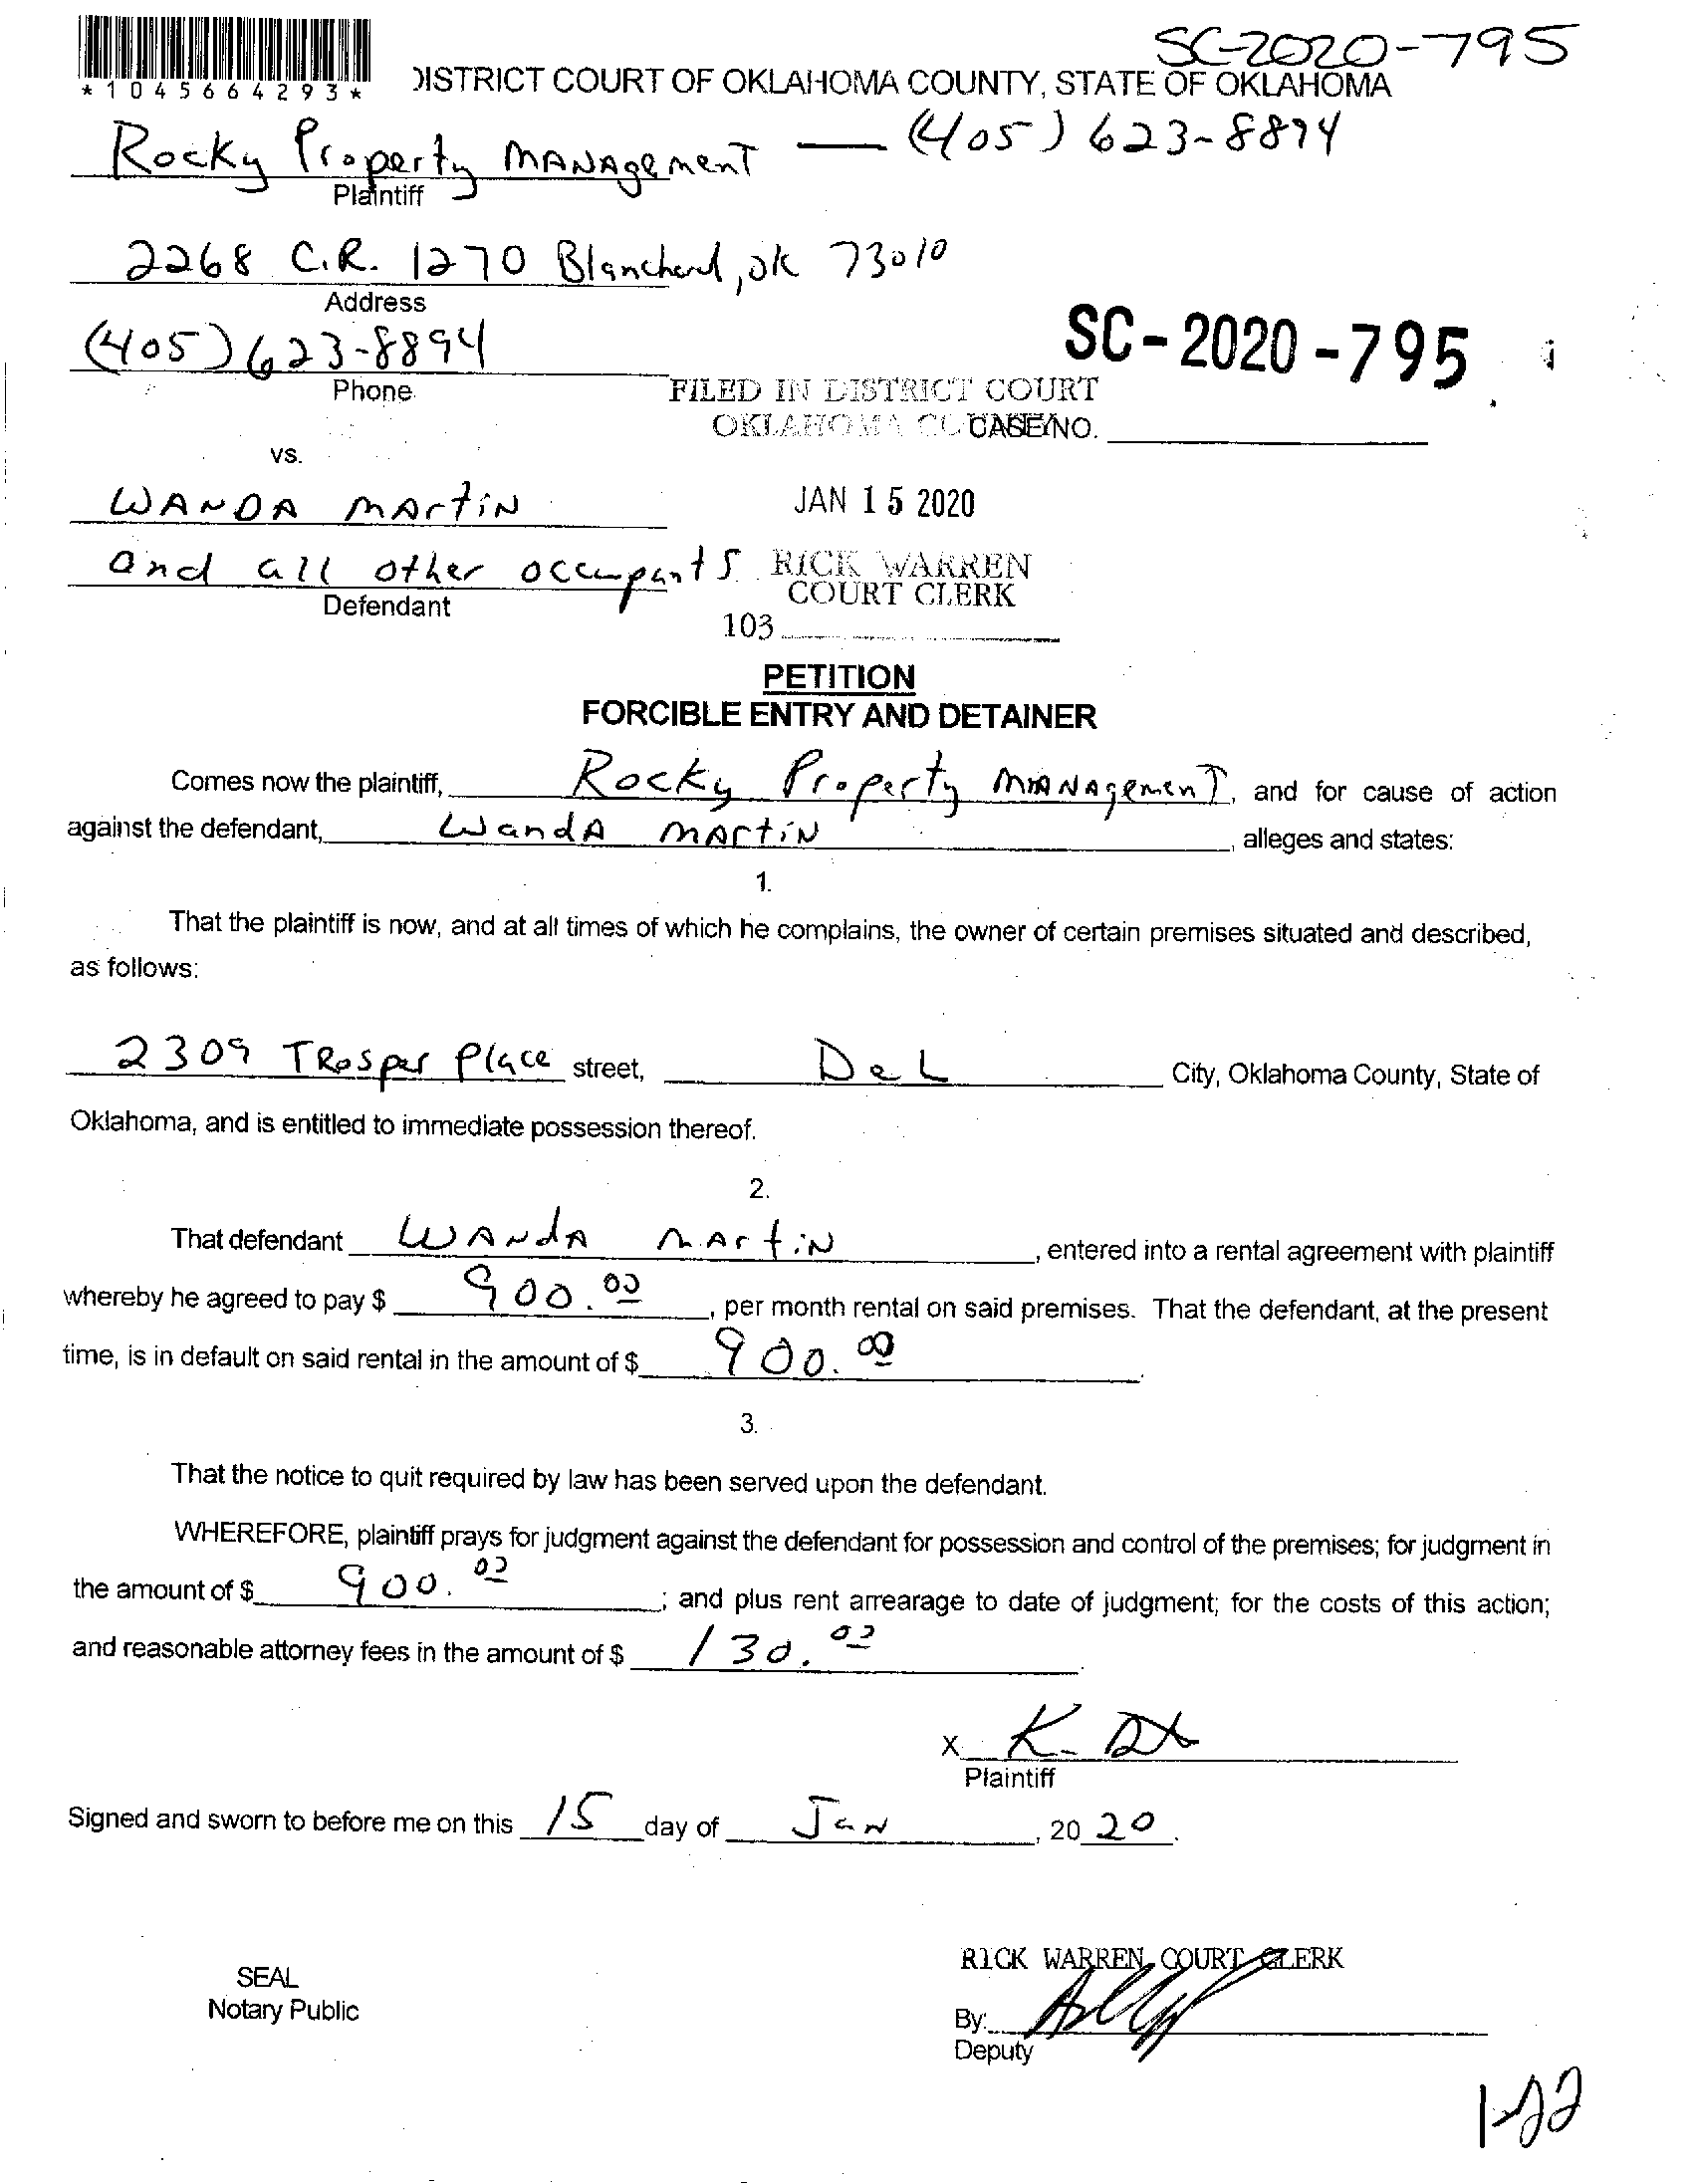 SC-2020-795
*1045664293*
DISTRICT COURT OF OKLAHOMA COUNTY, STATE OF OKLAHOMA
Rocky Property MANAgemenT — (405) 623-8894
Plaintiff
2268 C.R. 1270 Blanchard, ok 73010
Address
(405) 623-8894
Phone
SC-2020-795
FILED IN DISTRICT COURT
OKLAHOMA COUNTY
CASE NO.
vs.
WANDA MArtiN
JAN 15 2020
and all other occupants
RICK WARREN
COURT CLERK
Defendant
103
PETITION
FORCIBLE ENTRY AND DETAINER
Comes now the plaintiff, Rocky Property MANAgemenT, and for cause of action
against the defendant, WandA MArtiN, alleges and states:
1.
That the plaintiff is now, and at all times of which he complains, the owner of certain premises situated and described,
as follows:
2309 TRosper Place street, Del City, Oklahoma County, State of
Oklahoma, and is entitled to immediate possession thereof.
2.
That defendant WANdA MArtiN, entered into a rental agreement with plaintiff
whereby he agreed to pay $ 900.00, per month rental on said premises. That the defendant, at the present
time, is in default on said rental in the amount of $ 900.00.
3.
That the notice to quit required by law has been served upon the defendant.
WHEREFORE, plaintiff prays for judgment against the defendant for possession and control of the premises; for judgment in
the amount of $ 900.00; and plus rent arrearage to date of judgment; for the costs of this action;
and reasonable attorney fees in the amount of $ 130.00.
X K.
Plaintiff
Signed and sworn to before me on this 15 day of JaN, 2020.
SEAL
Notary Public
RICK WARREN, COURT CLERK
By:
Deputy
1-22